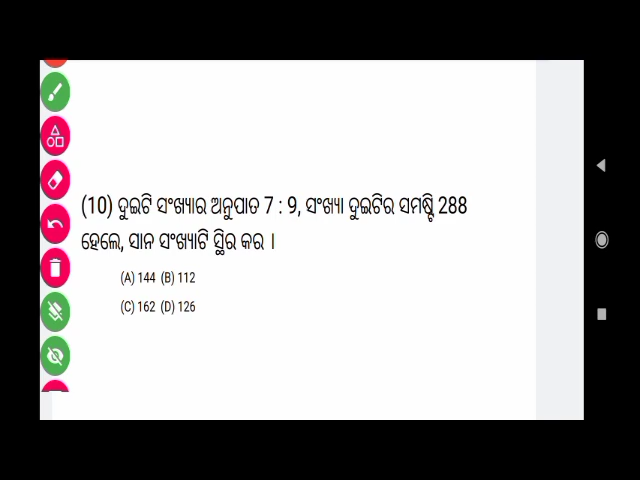 (10) ଦୁଇଟି ସଂଖ୍ୟାର ଅନୁପାତ 7 : 9, ସଂଖ୍ୟା ଦୁଇଟିର ସମଷ୍ଟି 288
ହେଲେ, ସାନ ସଂଖ୍ୟାଟି ସ୍ଥିର କର ।
(A) 144 (B) 112
(C) 162 (D) 126